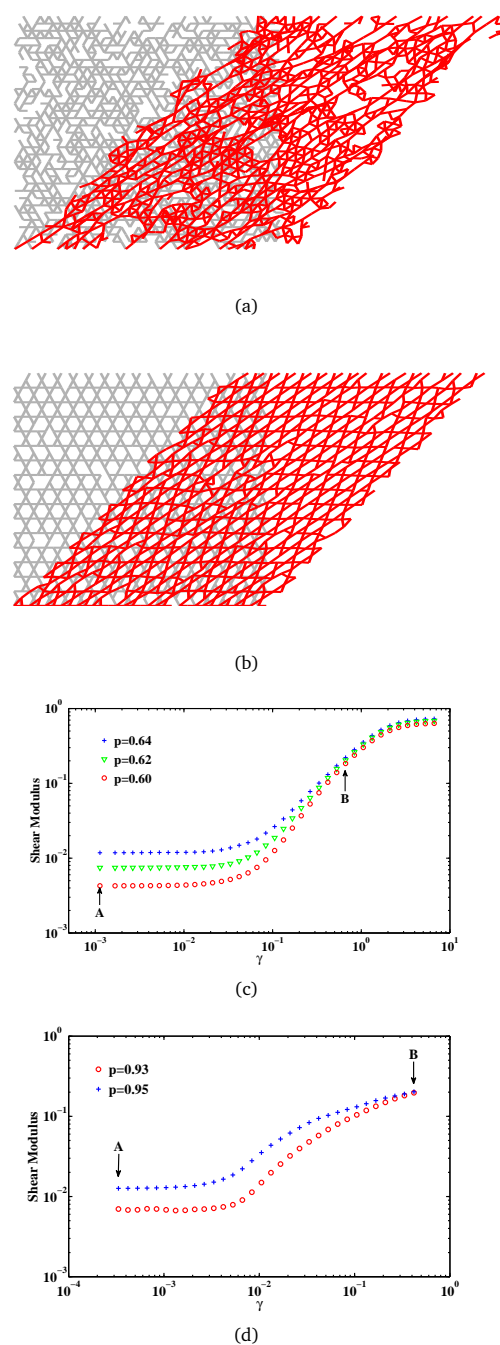 (a)
(b)
10^0
10^-1
10^-2
10^-3
Shear Modulus
p=0.64
p=0.62
p=0.60
A
B
10^-3 10^-2 10^-1 10^0 10^1
γ
(c)
10^0
10^-1
10^-2
10^-3
Shear Modulus
p=0.93
p=0.95
A
B
10^-4 10^-3 10^-2 10^-1 10^0
γ
(d)